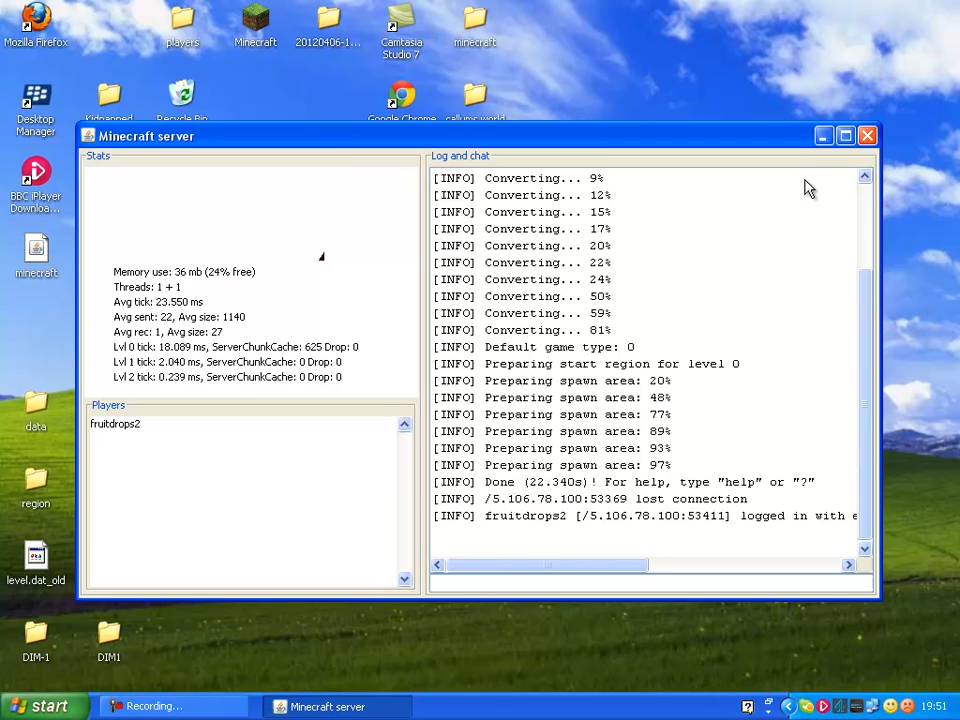 Mozilla Firefox
players
Minecraft
20120406-1...
Camtasia
Studio 7
minecraft
Desktop
Manager
Kidnapped
Recycle Bin
Google Chrome
callums world
BBC iPlayer
Downloa...
minecraft
data
region
level.dat_old
DIM-1
DIM1
Minecraft server
Stats
Memory use: 36 mb (24% free)
Threads: 1 + 1
Avg tick: 23.550 ms
Avg sent: 22, Avg size: 1140
Avg rec: 1, Avg size: 27
Lvl 0 tick: 18.089 ms, ServerChunkCache: 625 Drop: 0
Lvl 1 tick: 2.040 ms, ServerChunkCache: 0 Drop: 0
Lvl 2 tick: 0.239 ms, ServerChunkCache: 0 Drop: 0
Players
fruitdrops2
Log and chat
[INFO] Converting... 9%
[INFO] Converting... 12%
[INFO] Converting... 15%
[INFO] Converting... 17%
[INFO] Converting... 20%
[INFO] Converting... 22%
[INFO] Converting... 24%
[INFO] Converting... 50%
[INFO] Converting... 59%
[INFO] Converting... 81%
[INFO] Default game type: 0
[INFO] Preparing start region for level 0
[INFO] Preparing spawn area: 20%
[INFO] Preparing spawn area: 48%
[INFO] Preparing spawn area: 77%
[INFO] Preparing spawn area: 89%
[INFO] Preparing spawn area: 93%
[INFO] Preparing spawn area: 97%
[INFO] Done (22.340s)! For help, type "help" or "?"
[INFO] /5.106.78.100:53369 lost connection
[INFO] fruitdrops2 [/5.106.78.100:53411] logged in with e
start
Recording...
Minecraft server
19:51